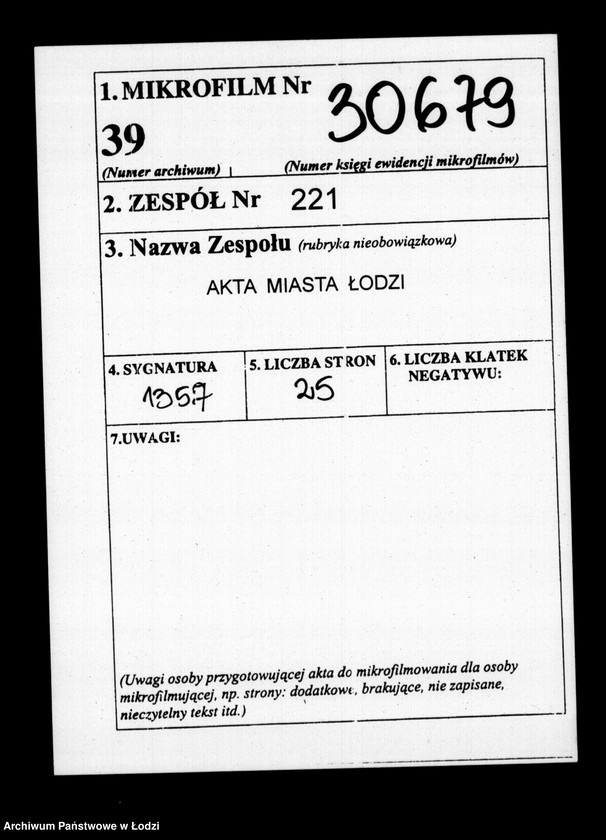 1. MIKROFILM Nr 30679
39
(Numer archiwum) (Numer księgi ewidencji mikrofilmów)
2. ZESPÓŁ Nr 221
3. Nazwa Zespołu (rubryka nieobowiązkowa)
AKTA MIASTA ŁODZI
4. SYGNATURA 5. LICZBA STRON 6. LICZBA KLATEK
NEGATYWU:
1357 25
7.UWAGI:
(Uwagi osoby przygotowującej akta do mikrofilmowania dla osoby
mikrofilmującej, np. strony: dodatkowe, brakujące, nie zapisane,
nieczytelny tekst itd.)
Archiwum Państwowe w Łodzi